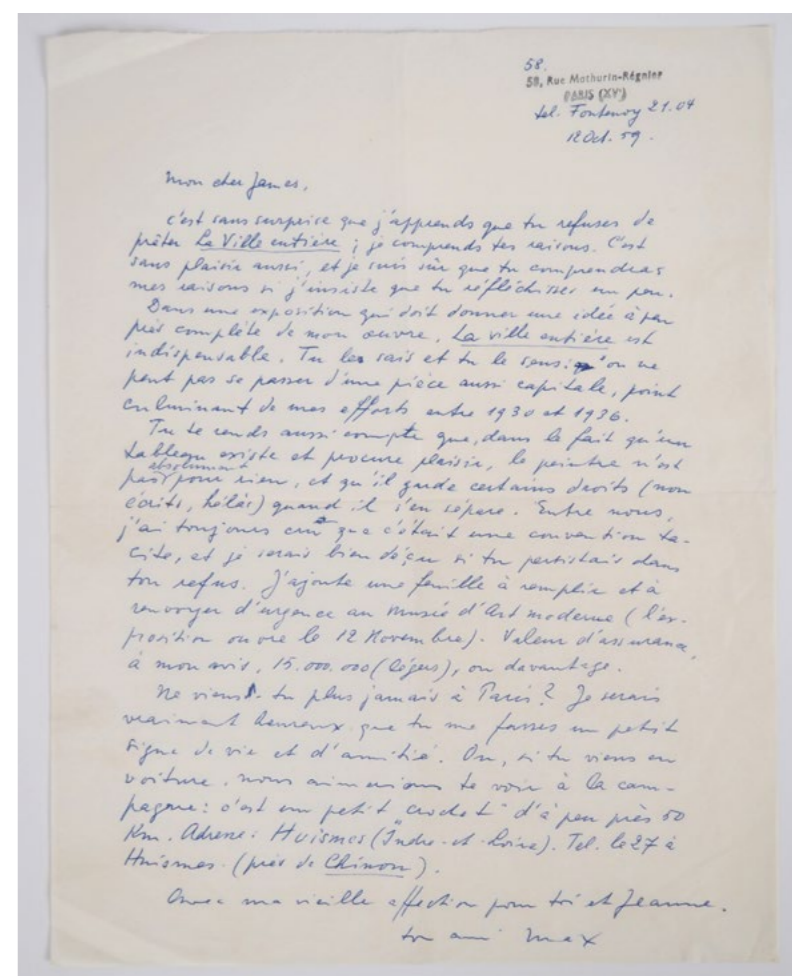 58.
58, Rue Mathurin-Régnier
PARIS (XVe)
tel. Fontenoy 21.04
12 Oct. 59.
Mon cher James,
c'est sans surprise que j'apprends que tu refuses de
prêter La Ville entière ; je comprends tes raisons. C'est
sans plaisir aussi, et je suis sûr que tu comprendras
mes raisons si j'insiste que tu réfléchisses un peu.
Dans une exposition qui doit donner une idée à peu
près complète de mon œuvre, La ville entière est
indispensable. Tu le sais et tu le sens : on ne
peut pas se passer d'une pièce aussi capitale, point
culminant de mes efforts entre 1930 et 1936.
Tu te rends aussi compte que, dans le fait qu'un
tableau existe et procure plaisir, le peintre n'est
absolument
pas pour rien, et qu'il garde certains droits (non
écrits, hélàs) quand il s'en sépare. Entre nous,
j'ai toujours cru que c'était une convention ta-
cite, et je serais bien déçu si tu persistais dans
ton refus. J'ajoute une feuille à remplir et à
renvoyer d'urgence au Musée d'Art moderne (l'ex-
position ouvre le 12 Novembre). Valeur d'assurance,
à mon avis, 15.000.000 (légers), ou davantage.
Ne viens-tu plus jamais à Paris? Je serais
vraiment heureux que tu me fasses un petit
signe de vie et d'amitié. Ou, si tu viens en
voiture, nous aimerions te voir à la cam-
pagne: c'est un petit "crochet" d'à peu près 50
Km. Adresse: Huismes (Indre-et-Loire). Tel. le 27 à
Huismes. (près de Chinon).
Avec ma vieille affection pour toi et Jeanne.
ton ami Max